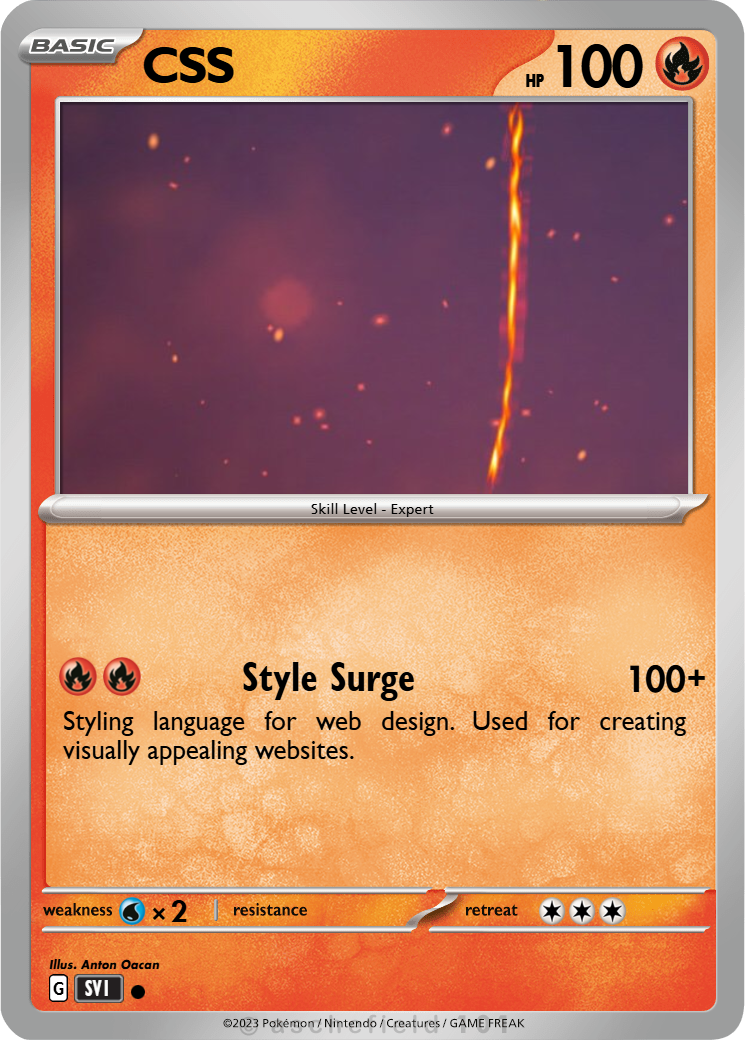 BASIC
CSS
HP 100
Skill Level - Expert
Style Surge 100+
Styling language for web design. Used for creating
visually appealing websites.
weakness × 2 resistance retreat
Illus. Anton Oacan
G SVI
©2023 Pokémon / Nintendo / Creatures / GAME FREAK